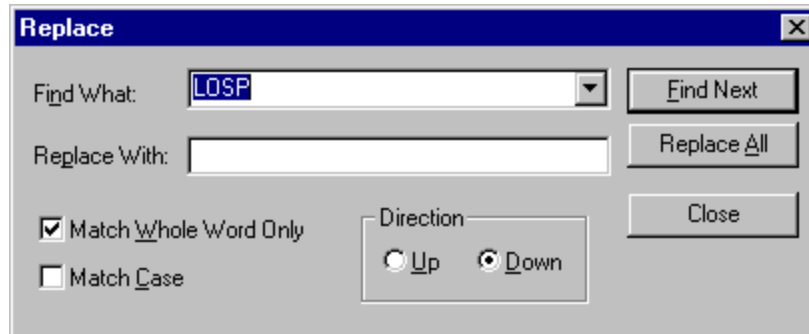 Replace
Find What: LOSP Find Next
Replace With: Replace All
Match Whole Word Only Direction Close
Match Case Up Down